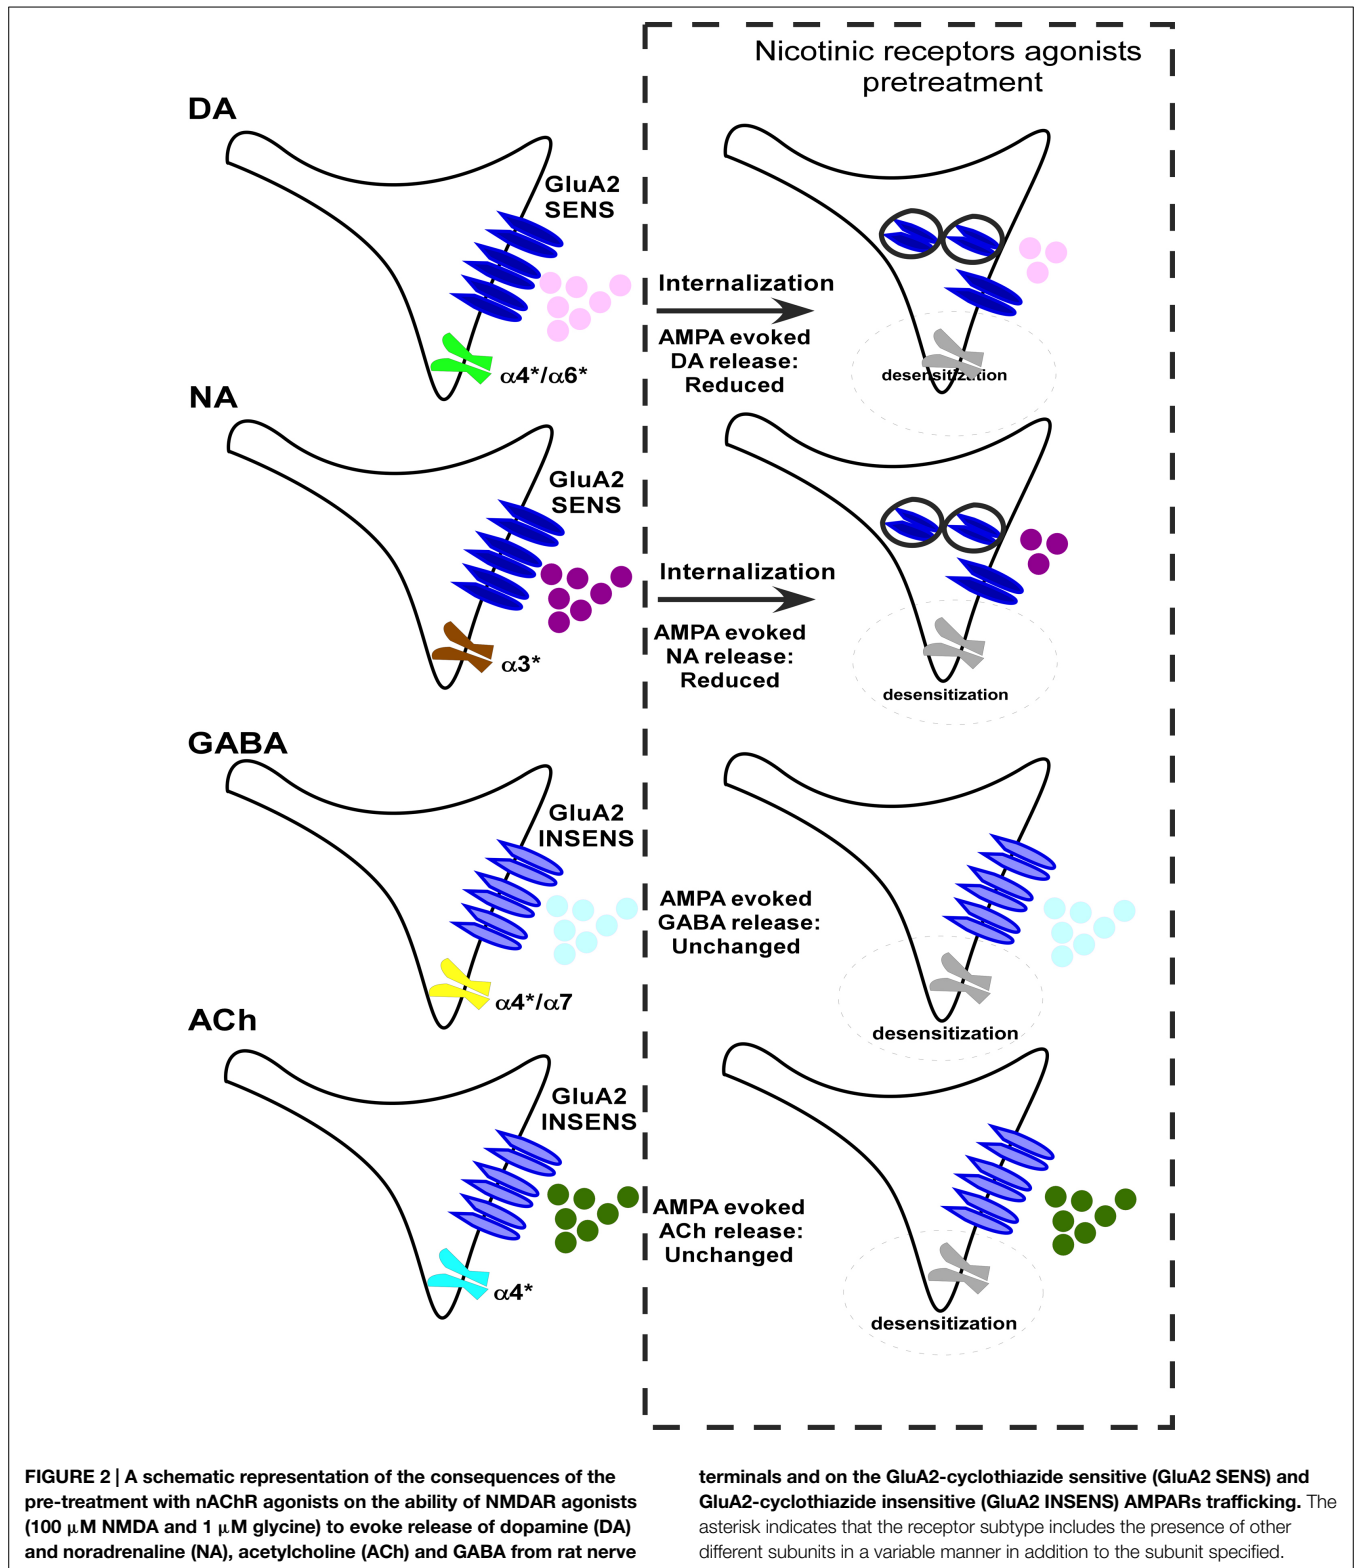 Nicotinic receptors agonists
pretreatment
DA
GluA2
SENS
α4*/α6*
Internalization
AMPA evoked
DA release:
Reduced
desensitization
NA
GluA2
SENS
α3*
Internalization
AMPA evoked
NA release:
Reduced
desensitization
GABA
GluA2
INSENS
α4*/α7
AMPA evoked
GABA release:
Unchanged
desensitization
ACh
GluA2
INSENS
α4*
AMPA evoked
ACh release:
Unchanged
desensitization
FIGURE 2 | A schematic representation of the consequences of the
pre-treatment with nAChR agonists on the ability of NMDAR agonists
(100 μM NMDA and 1 μM glycine) to evoke release of dopamine (DA)
and noradrenaline (NA), acetylcholine (ACh) and GABA from rat nerve
terminals and on the GluA2-cyclothiazide sensitive (GluA2 SENS) and
GluA2-cyclothiazide insensitive (GluA2 INSENS) AMPARs trafficking. The
asterisk indicates that the receptor subtype includes the presence of other
different subunits in a variable manner in addition to the subunit specified.